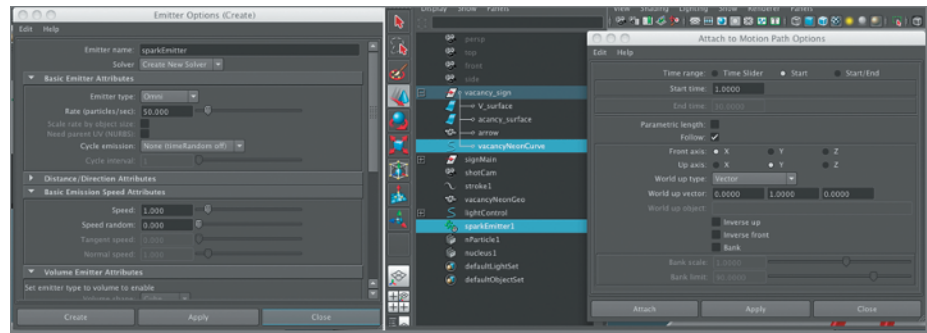 Emitter Options (Create)
Edit Help
Emitter name: sparkEmitter
Solver Create New Solver
Basic Emitter Attributes
Emitter type: Omni
Rate (particles/sec): 50.000
Scale rate by object size:
Need parent UV (NURBS):
Cycle emission: None (timeRandom off)
Cycle interval: 1
Distance/Direction Attributes
Basic Emission Speed Attributes
Speed: 1.000
Speed random: 0.000
Tangent speed: 0.000
Normal speed: 1.000
Volume Emitter Attributes
Set emitter type to volume to enable
Volume shape: Cube
Create Apply Close
Display Show Panels
persp
top
front
side
vacancy_sign
V_surface
acancy_surface
arrow
vacancyNeonCurve
signMain
shotCam
stroke1
vacancyNeonGeo
lightControl
sparkEmitter1
nParticle1
nucleus1
defaultLightSet
defaultObjectSet
View Shading Lighting Show Renderer Panels
Attach to Motion Path Options
Edit Help
Time range: Time Slider Start Start/End
Start time: 1.0000
End time: 30.0000
Parametric length:
Follow:
Front axis: X Y Z
Up axis: X Y Z
World up type: Vector
World up vector: 0.0000 1.0000 0.0000
World up object:
Inverse up
Inverse front
Bank
Bank scale: 1.0000
Bank limit: 90.0000
Attach Apply Close